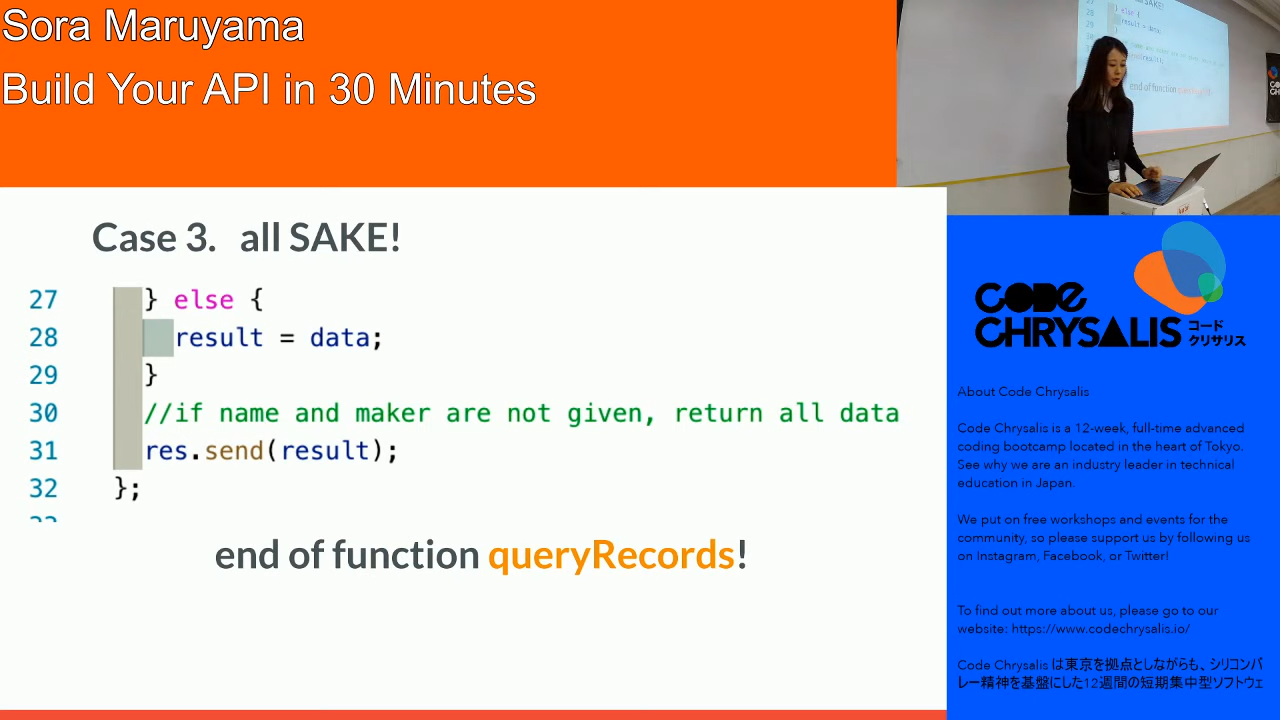 Sora Maruyama
Build Your API in 30 Minutes
Case 3. all SAKE!
27 } else {
28 result = data;
29 }
30 //if name and maker are not given, return all data
31 res.send(result);
32 };
end of function queryRecords!
CODE
CHRYSALIS
コード
クリサリス
About Code Chrysalis
Code Chrysalis is a 12-week, full-time advanced
coding bootcamp located in the heart of Tokyo.
See why we are an industry leader in technical
education in Japan.
We put on free workshops and events for the
community, so please support us by following us
on Instagram, Facebook, or Twitter!
To find out more about us, please go to our
website: https://www.codechrysalis.io/
Code Chrysalis は東京を拠点としながらも、シリコンバ
レー精神を基盤にした12週間の短期集中型ソフトウェ